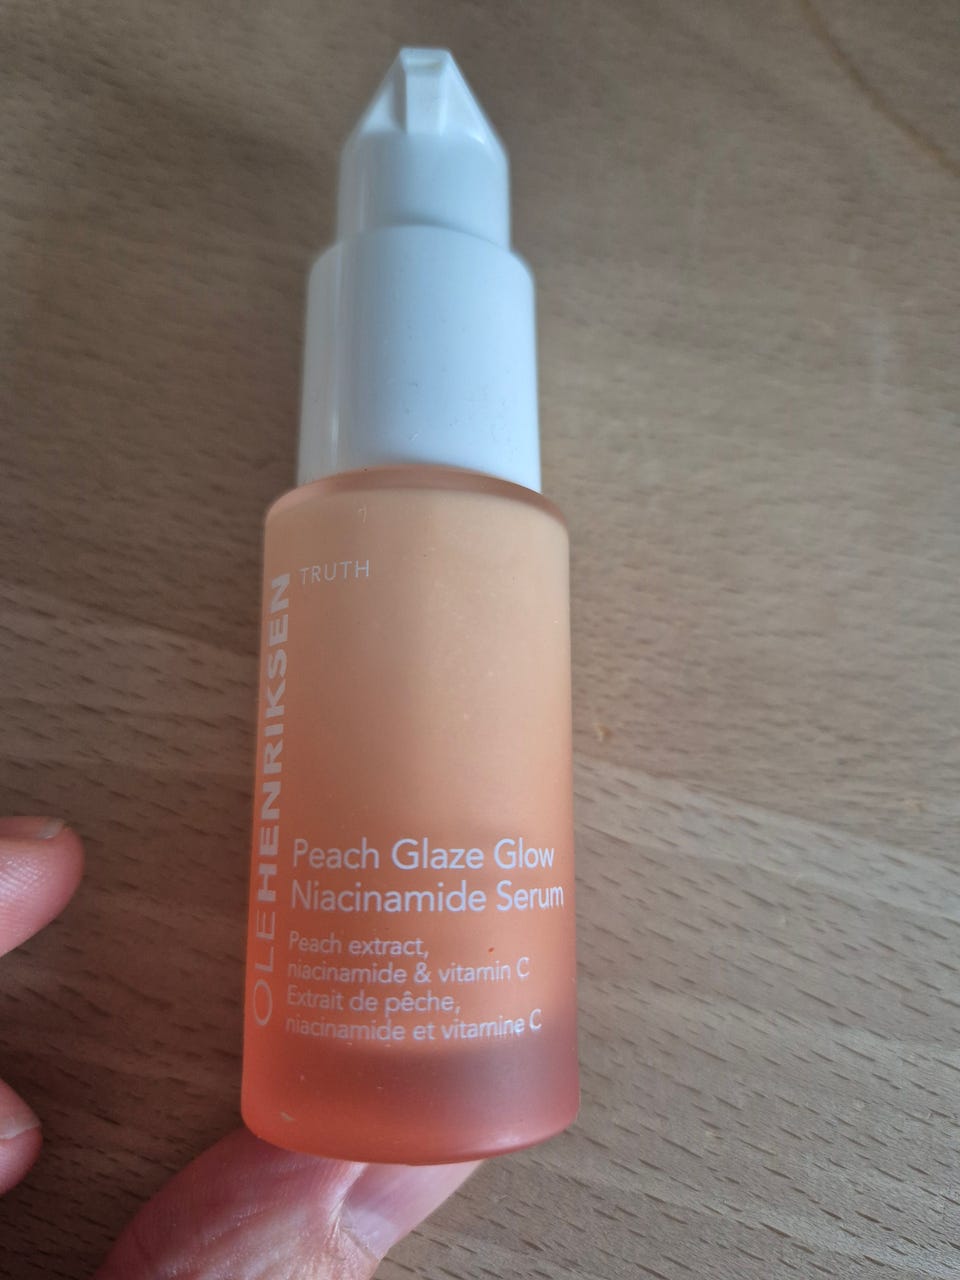 TRUTH
OLEHENRIKSEN
Peach Glaze Glow
Niacinamide Serum
Peach extract,
niacinamide & vitamin C
Extrait de pêche,
niacinamide et vitamine C